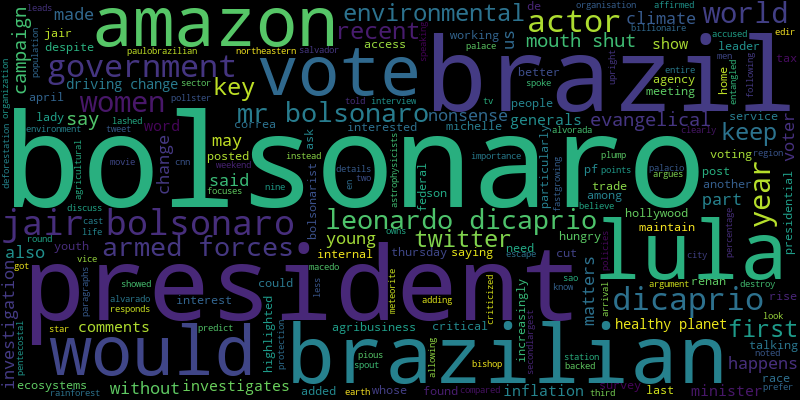 leads
jair
made
amazon
environmental
de
organisation
affirmed
billionaire
population
paulobrazilian
northeastern
salvador
recent
climate
world
campaign
despite
access
us
actor
working
palace
accused
men
edir
government
vote
brazil
mouth shut
leader
tax
driving change
key
better
spoke
show
agency
meeting
home
entangled
following
entire
upright
april
sector
pollster
women
told
interview
tv
people
nonsense
generals
evangelical
service
deforestation
organization
lady
lashed
say
mr bolsonaro
environment
tweet
word
correa
interested
michelle
alvorada
clearly
keep
voter
bolsonaro
agricultural
movie
cnn
change
may
posted
weekend
instead
ask
details
importance
plump
palacio
voting
region
said
focuses
nine
en
two
astrophysicists
particularly
fastgrowing
pf
points
argues
post
another
part
year
presidential
discuss
cast
life
bolsonarist
federal
son
trade
among
hollywood
percentage
jair bolsonaro
leonardo dicaprio
owns
believe
maintain
lula
round
youth
young
twitter
need
hungry
policies
city
also
armed forces
internal
thursday
saying
escape
cut
sao
know
matters
argument
renan
destroy
rise
got
vice
showed
president
macedo
less
meteorite
adding
criticized
arrival
dicaprio
investigation
paragraphs
alvarado
interest
could
star
comments
responds
highlighted
agribusiness
critical
increasingly
healthy planet
look
first
pentecostal
would
predict
protection
pious
spout
bishop
brazilian
station
backed
noted
talking
happens
ecosystems
without
investigates
allowing
secondlargest
race
rainforest
added
earth
whose
found
compared
inflation
third
survey
last
minister
prefer